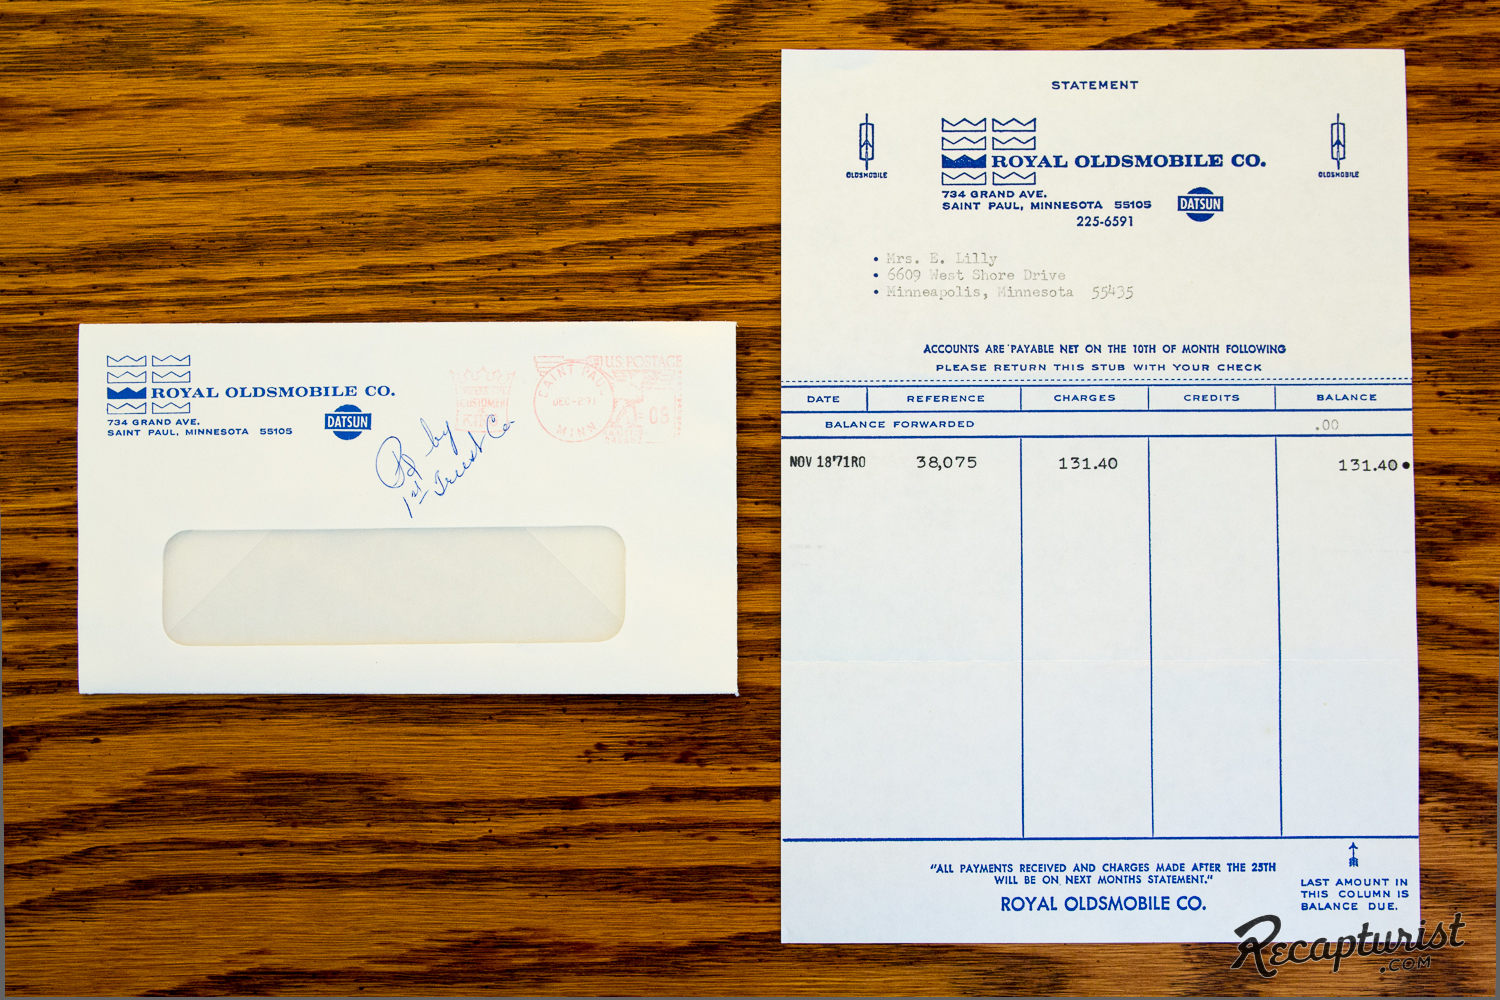 ROYAL OLDSMOBILE CO.
734 GRAND AVE.
SAINT PAUL, MINNESOTA 55105
DATSUN
U.S. POSTAGE
SAINT PAUL
DEC-2'71
MINN
CUSTOMER
by
1st Trust Co
STATEMENT
OLDSMOBILE
ROYAL OLDSMOBILE CO.
734 GRAND AVE.
SAINT PAUL, MINNESOTA 55105
225-6591
DATSUN
OLDSMOBILE
• Mrs. E. Lilly
• 6609 West Shore Drive
• Minneapolis, Minnesota 55435
ACCOUNTS ARE PAYABLE NET ON THE 10TH OF MONTH FOLLOWING
PLEASE RETURN THIS STUB WITH YOUR CHECK
DATE REFERENCE CHARGES CREDITS BALANCE
BALANCE FORWARDED .00
NOV 18'71RO 38,075 131.40 131.40 •
"ALL PAYMENTS RECEIVED AND CHARGES MADE AFTER THE 25TH
WILL BE ON NEXT MONTHS STATEMENT."
ROYAL OLDSMOBILE CO.
LAST AMOUNT IN
THIS COLUMN IS
BALANCE DUE.
Recapturist
.COM